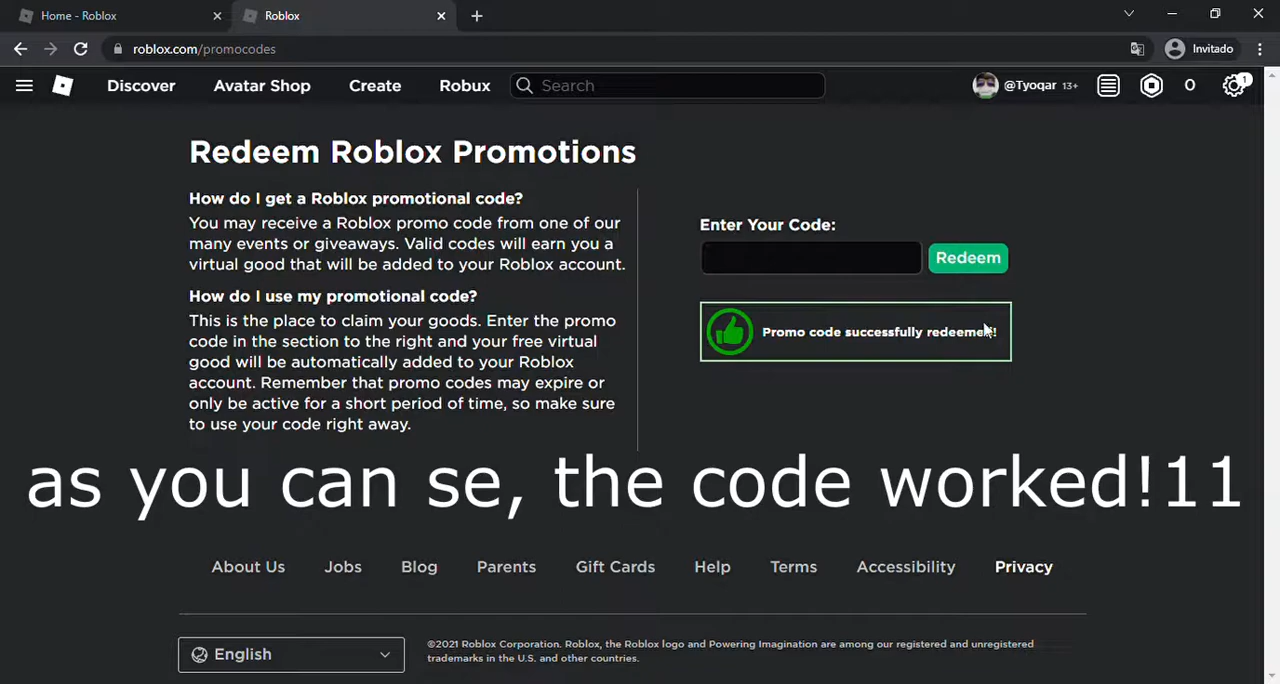 Home - Roblox
Roblox
roblox.com/promocodes
Invitado
Discover Avatar Shop Create Robux Search @Tyoqar 13+ 0 1
Redeem Roblox Promotions
How do I get a Roblox promotional code?
You may receive a Roblox promo code from one of our
many events or giveaways. Valid codes will earn you a
virtual good that will be added to your Roblox account.
How do I use my promotional code?
This is the place to claim your goods. Enter the promo
code in the section to the right and your free virtual
good will be automatically added to your Roblox
account. Remember that promo codes may expire or
only be active for a short period of time, so make sure
to use your code right away.
Enter Your Code:
Redeem
Promo code successfully redeemed!
as you can se, the code worked!11
About Us Jobs Blog Parents Gift Cards Help Terms Accessibility Privacy
English
©2021 Roblox Corporation. Roblox, the Roblox logo and Powering Imagination are among our registered and unregistered
trademarks in the U.S. and other countries.